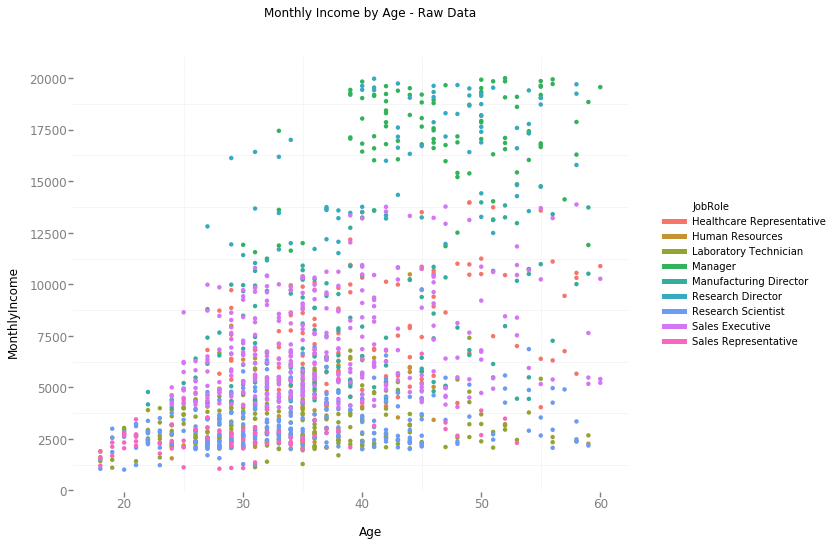 Monthly Income by Age - Raw Data
MonthlyIncome
20000
17500
15000
12500
10000
7500
5000
2500
0
20
30
40
50
60
Age
JobRole
Healthcare Representative
Human Resources
Laboratory Technician
Manager
Manufacturing Director
Research Director
Research Scientist
Sales Executive
Sales Representative